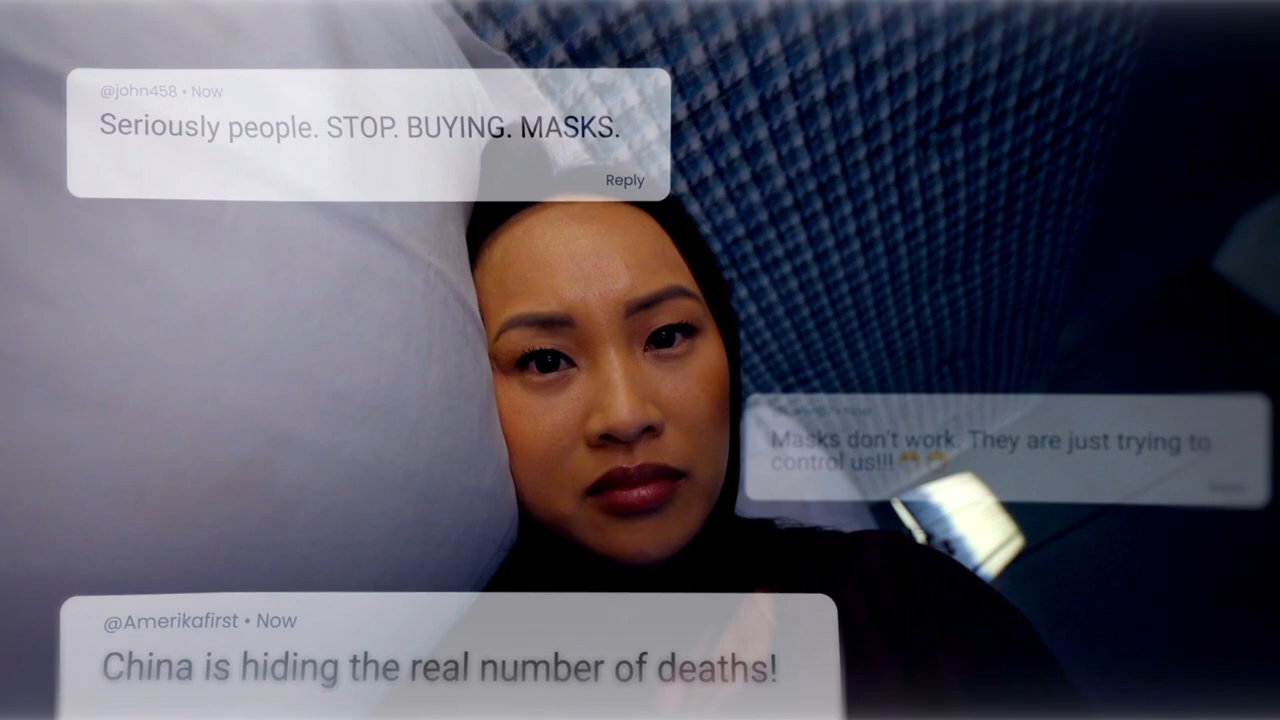 @john458 • Now
Seriously people. STOP. BUYING. MASKS.
Reply
Now
Masks don't work. They are just trying to
control us!!!
@Amerikafirst • Now
China is hiding the real number of deaths!